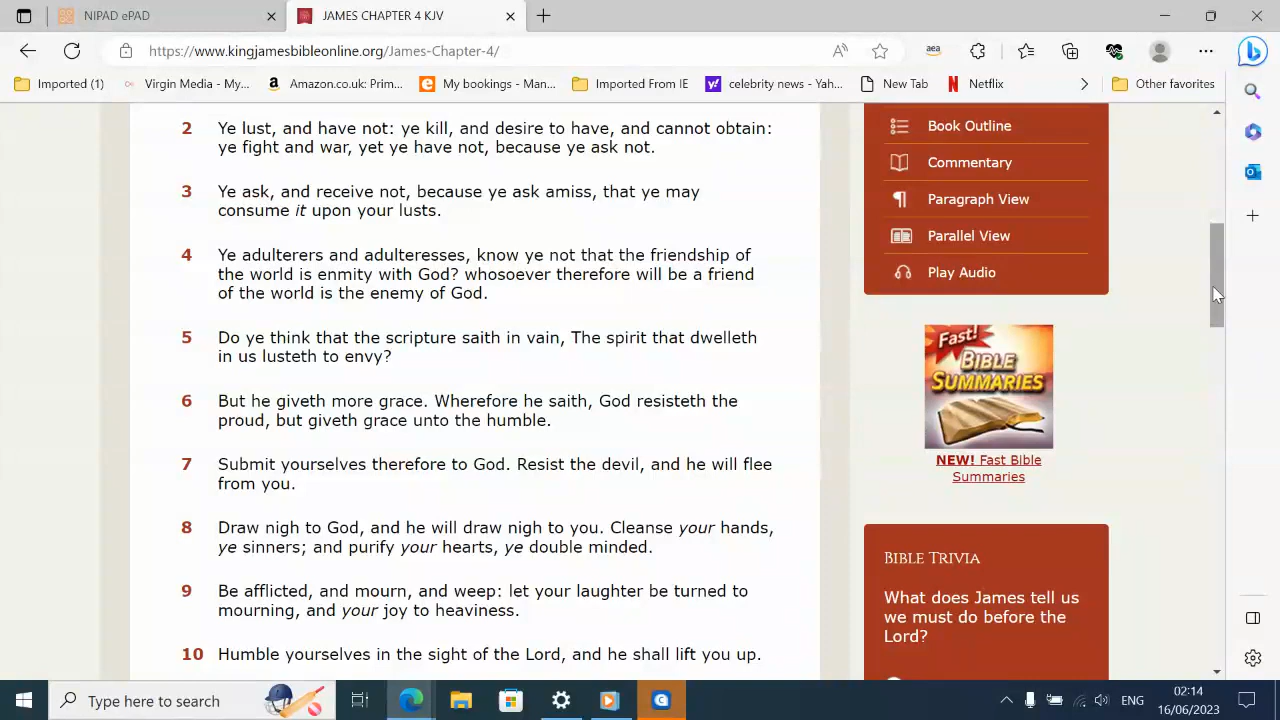 NIPAD ePAD
JAMES CHAPTER 4 KJV
https://www.kingjamesbibleonline.org/James-Chapter-4/
aea
Imported (1)
Virgin Media - My...
Amazon.co.uk: Prim...
My bookings - Man...
Imported From IE
celebrity news - Yah...
New Tab
Netflix
Other favorites
2 Ye lust, and have not: ye kill, and desire to have, and cannot obtain:
ye fight and war, yet ye have not, because ye ask not.
3 Ye ask, and receive not, because ye ask amiss, that ye may
consume it upon your lusts.
4 Ye adulterers and adulteresses, know ye not that the friendship of
the world is enmity with God? whosoever therefore will be a friend
of the world is the enemy of God.
5 Do ye think that the scripture saith in vain, The spirit that dwelleth
in us lusteth to envy?
6 But he giveth more grace. Wherefore he saith, God resisteth the
proud, but giveth grace unto the humble.
7 Submit yourselves therefore to God. Resist the devil, and he will flee
from you.
8 Draw nigh to God, and he will draw nigh to you. Cleanse your hands,
ye sinners; and purify your hearts, ye double minded.
9 Be afflicted, and mourn, and weep: let your laughter be turned to
mourning, and your joy to heaviness.
10 Humble yourselves in the sight of the Lord, and he shall lift you up.
Book Outline
Commentary
Paragraph View
Parallel View
Play Audio
Fast!
BIBLE
SUMMARIES
NEW! Fast Bible
Summaries
BIBLE TRIVIA
What does James tell us
we must do before the
Lord?
Type here to search
ENG
02:14
16/06/2023